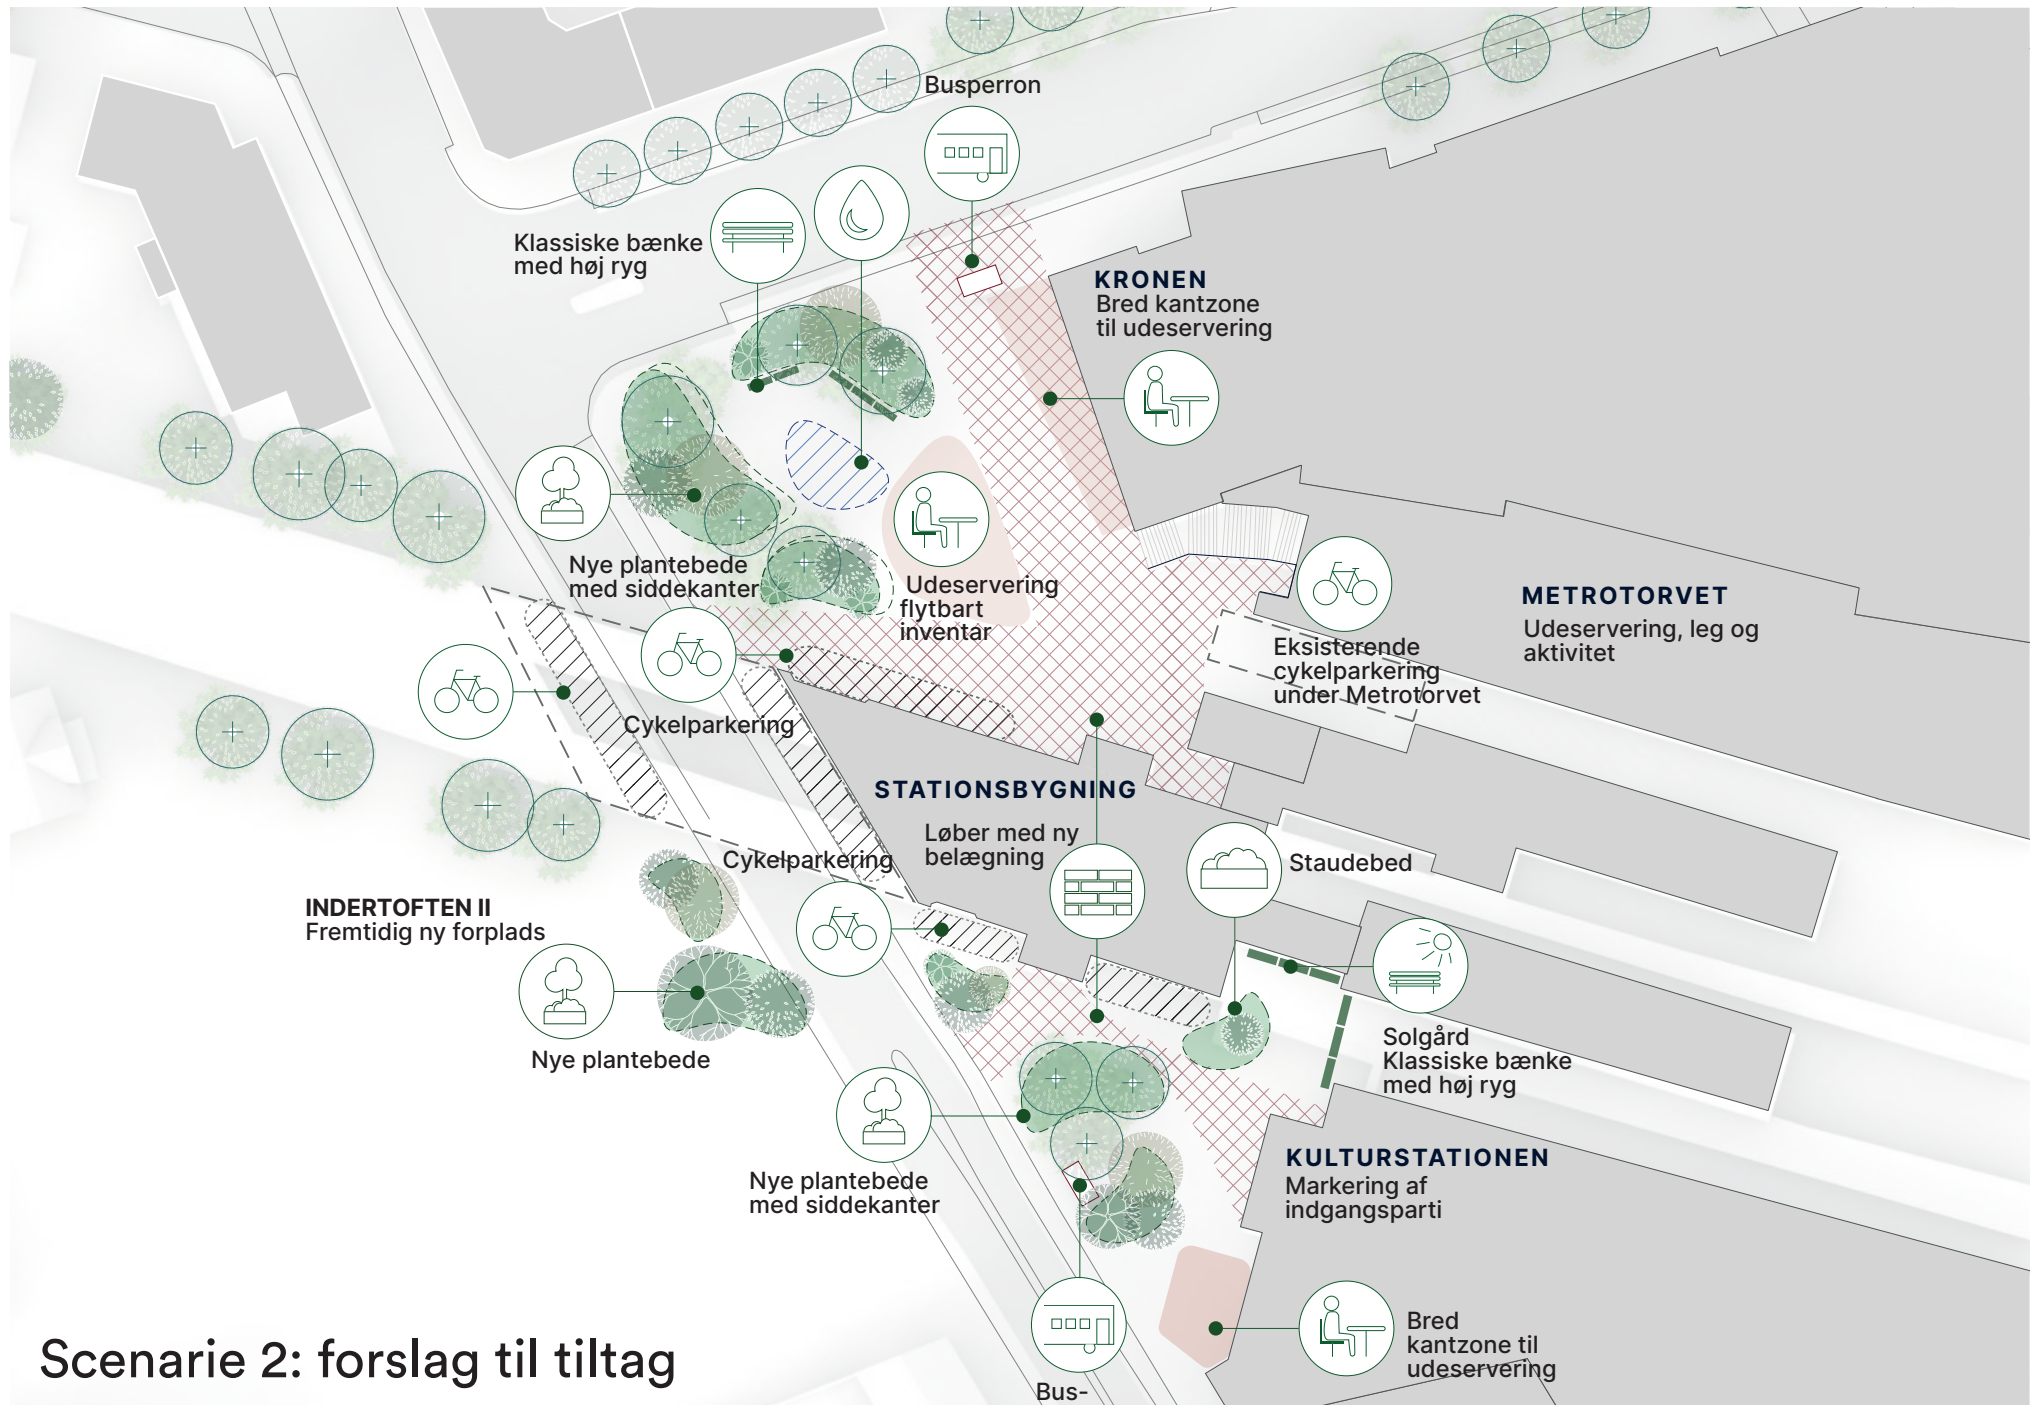 Busperron
Klassiske bænke
med høj ryg
KRONEN
Bred kantzone
til udeservering
Nye plantebede
med siddekanter
Udeservering
flytbart
inventar
METROTORVET
Udeservering, leg og
aktivitet
Eksisterende
cykelparkering
under Metrotorvet
Cykelparkering
STATIONSBYGNING
Løber med ny
belægning
Cykelparkering
Staudebed
INDERTOFTEN II
Fremtidig ny forplads
Nye plantebede
Solgård
Klassiske bænke
med høj ryg
Nye plantebede
med siddekanter
KULTURSTATIONEN
Markering af
indgangsparti
Bred
kantzone til
udeservering
Scenarie 2: forslag til tiltag
Bus-